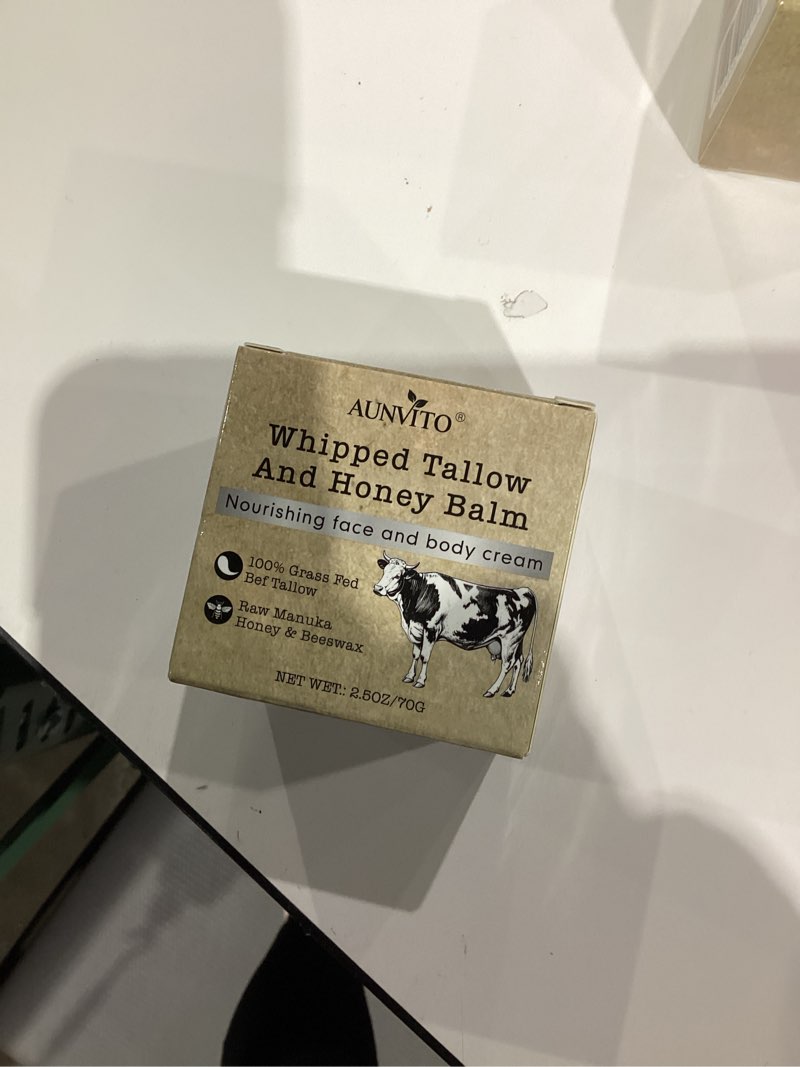 AUNVITO®
Whipped Tallow
And Honey Balm
Nourishing face and body cream
100% Grass Fed
Bef Tallow
Raw Manuka
Honey & Beeswax
NET WET.: 2.5OZ/70G